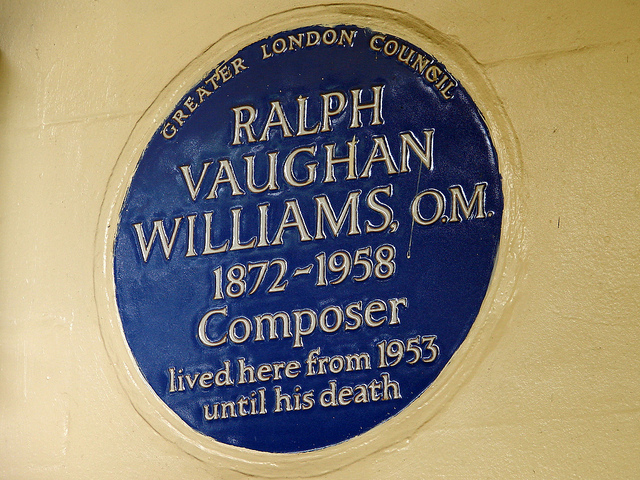 GREATER LONDON COUNCIL
RALPH
VAUGHAN
WILLIAMS, O.M.
1872~1958
Composer
lived here from 1953
until his death